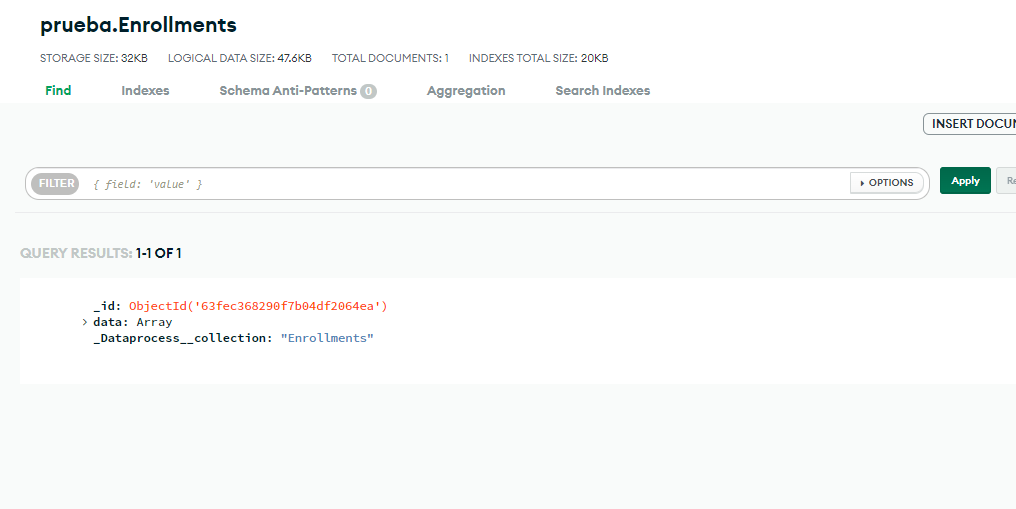 prueba.Enrollments
STORAGE SIZE: 32KB LOGICAL DATA SIZE: 47.6KB TOTAL DOCUMENTS: 1 INDEXES TOTAL SIZE: 20KB
Find Indexes Schema Anti-Patterns 0 Aggregation Search Indexes
INSERT DOCUM
FILTER { field: 'value' } OPTIONS Apply Re
QUERY RESULTS: 1-1 OF 1
_id: ObjectId('63fec368290f7b04df2064ea')
data: Array
_Dataprocess__collection: "Enrollments"